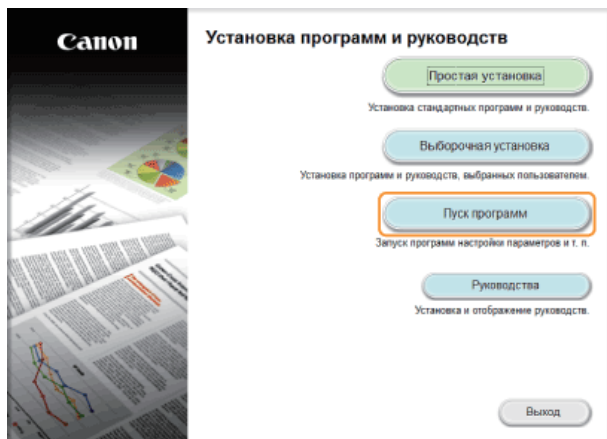 Canon
Установка программ и руководств
Простая установка
Установка стандартных программ и руководств.
Выборочная установка
Установка программ и руководств, выбранных пользователем.
Пуск программ
Запуск программ настройки параметров и т. п.
Руководства
Установка и отображение руководств.
Выход